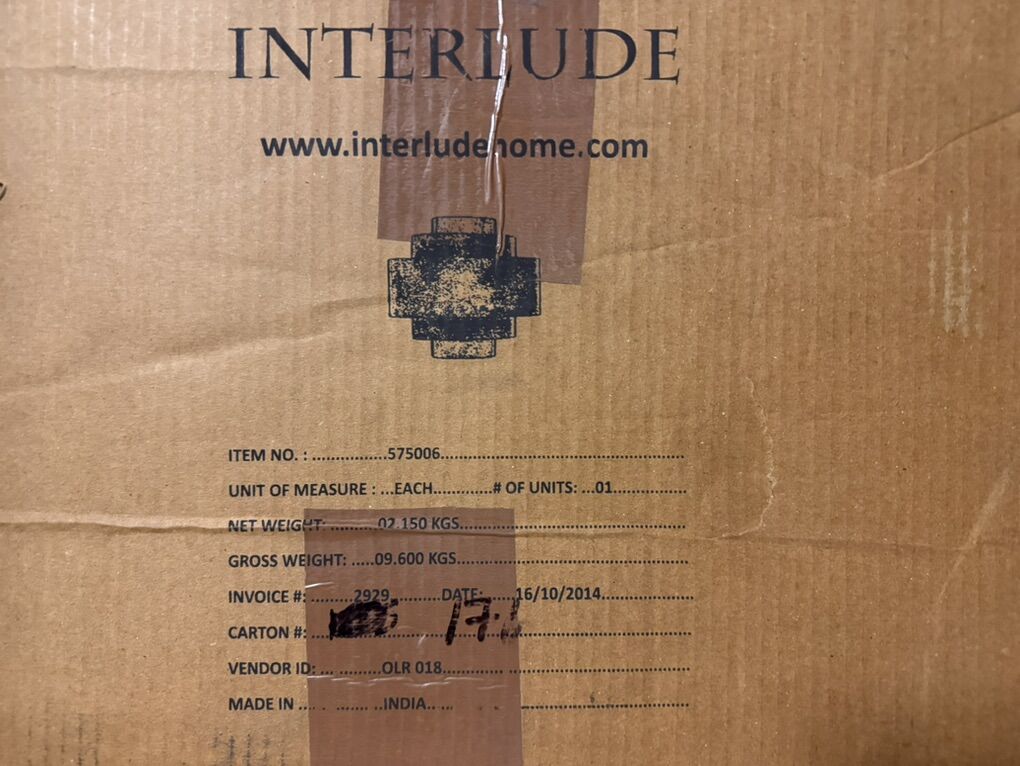 INTERLUDE
www.interludehome.com
ITEM NO. : .................575006.......................................................
UNIT OF MEASURE : ...EACH.............# OF UNITS: ...01.................
NET WEIGHT: ...........02.150 KGS...................................................
GROSS WEIGHT: .....09.600 KGS....................................................
INVOICE #: ..........2929............DATE: .......16/10/2014.....................
CARTON #:
VENDOR ID: ... ..........OLR 018........................................................
MADE IN .... . ........ ..INDIA.. ... ......................................